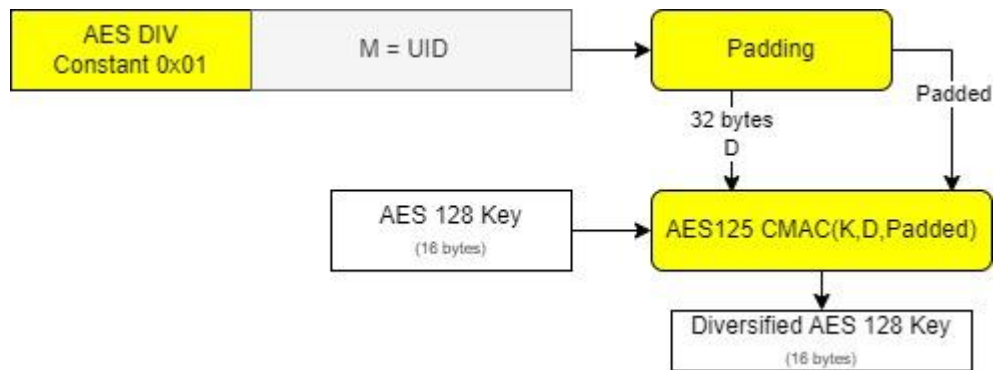 AES DIV
Constant 0x01
M = UID
Padding
Padded
32 bytes
D
AES 128 Key
(16 bytes)
AES125 CMAC(K,D,Padded)
Diversified AES 128 Key
(16 bytes)